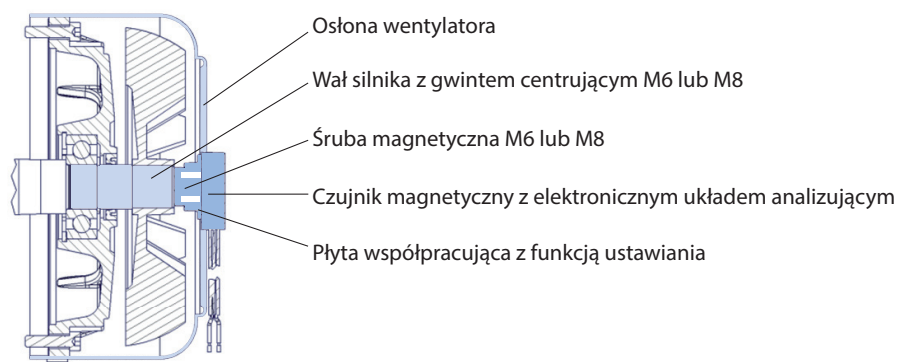 Osłona wentylatora
Wał silnika z gwintem centrującym M6 lub M8
Śruba magnetyczna M6 lub M8
Czujnik magnetyczny z elektronicznym układem analizującym
Płyta współpracująca z funkcją ustawiania